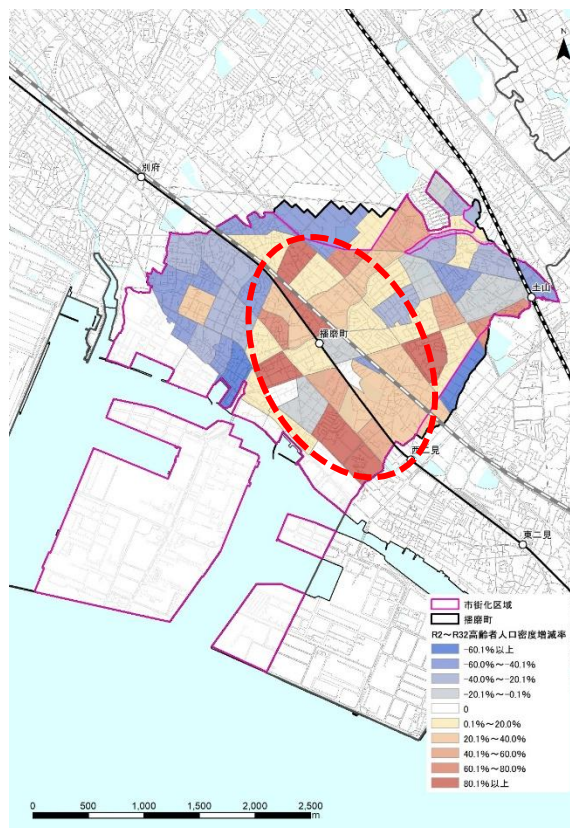 N
別府
土山
播磨町
西二見
東二見
市街化区域
播磨町
R2～R32高齢者人口密度増減率
-60.1%以上
-60.0%～-40.1%
-40.0%～-20.1%
-20.1%～-0.1%
0
0.1%～20.0%
20.1%～40.0%
40.1%～60.0%
60.1%～80.0%
80.1%以上
0 500 1,000 1,500 2,000 2,500
m